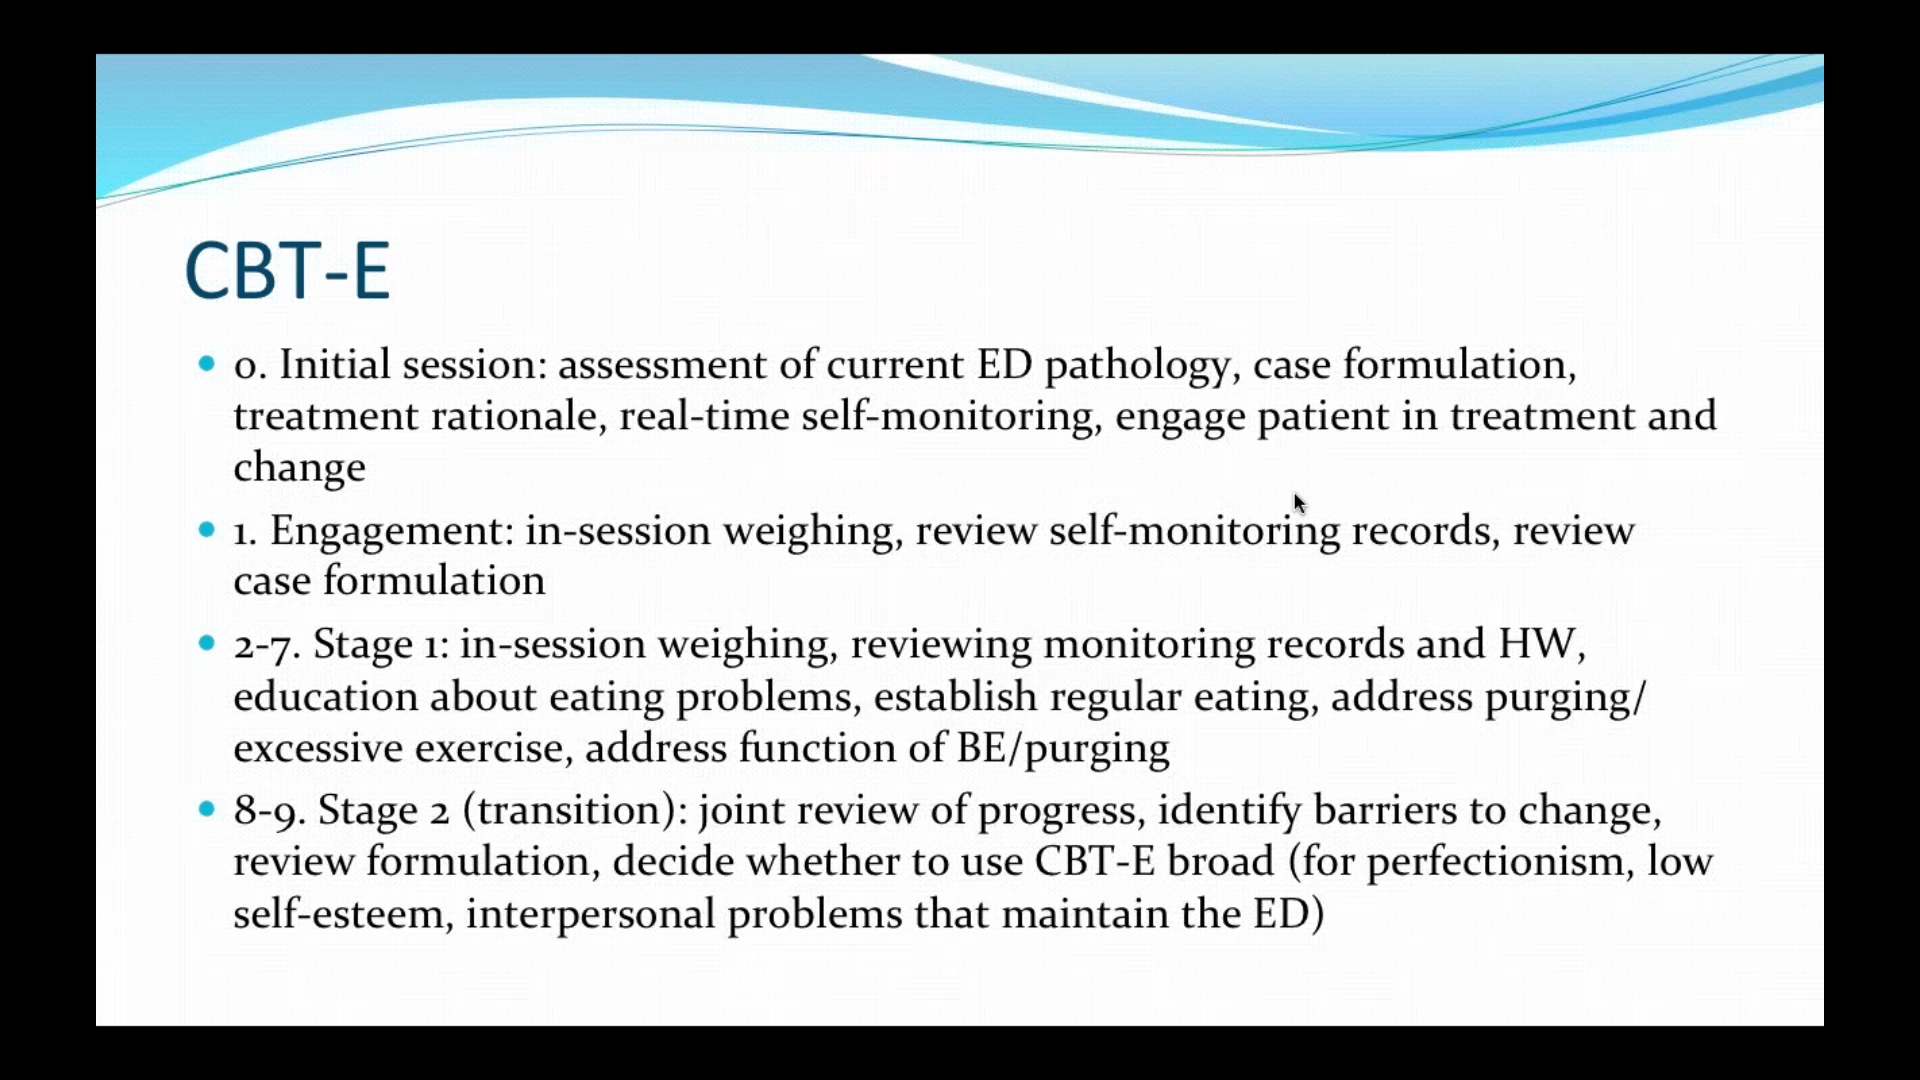 CBT-E
• 0. Initial session: assessment of current ED pathology, case formulation,
treatment rationale, real-time self-monitoring, engage patient in treatment and
change
• 1. Engagement: in-session weighing, review self-monitoring records, review
case formulation
• 2-7. Stage 1: in-session weighing, reviewing monitoring records and HW,
education about eating problems, establish regular eating, address purging/
excessive exercise, address function of BE/purging
• 8-9. Stage 2 (transition): joint review of progress, identify barriers to change,
review formulation, decide whether to use CBT-E broad (for perfectionism, low
self-esteem, interpersonal problems that maintain the ED)